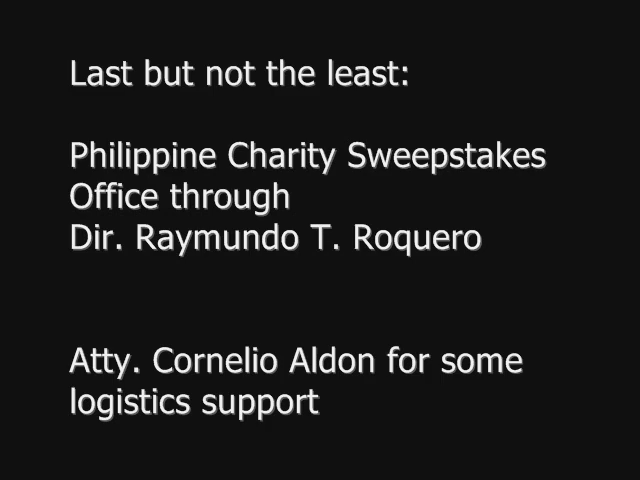 Last but not the least:
Philippine Charity Sweepstakes
Office through
Dir. Raymundo T. Roquero
Atty. Cornelio Aldon for some
logistics support